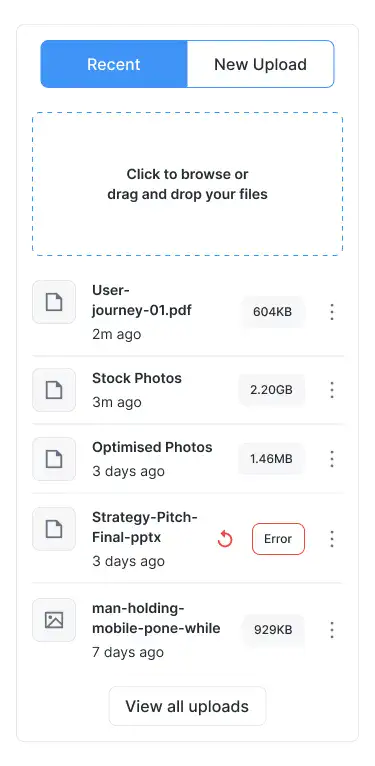 Recent
New Upload
Click to browse or
drag and drop your files
User-
journey-01.pdf
604KB
2m ago
Stock Photos
2.20GB
3m ago
Optimised Photos
1.46MB
3 days ago
Strategy-Pitch-
Final-pptx
Error
3 days ago
man-holding-
mobile-pone-while
929KB
7 days ago
View all uploads